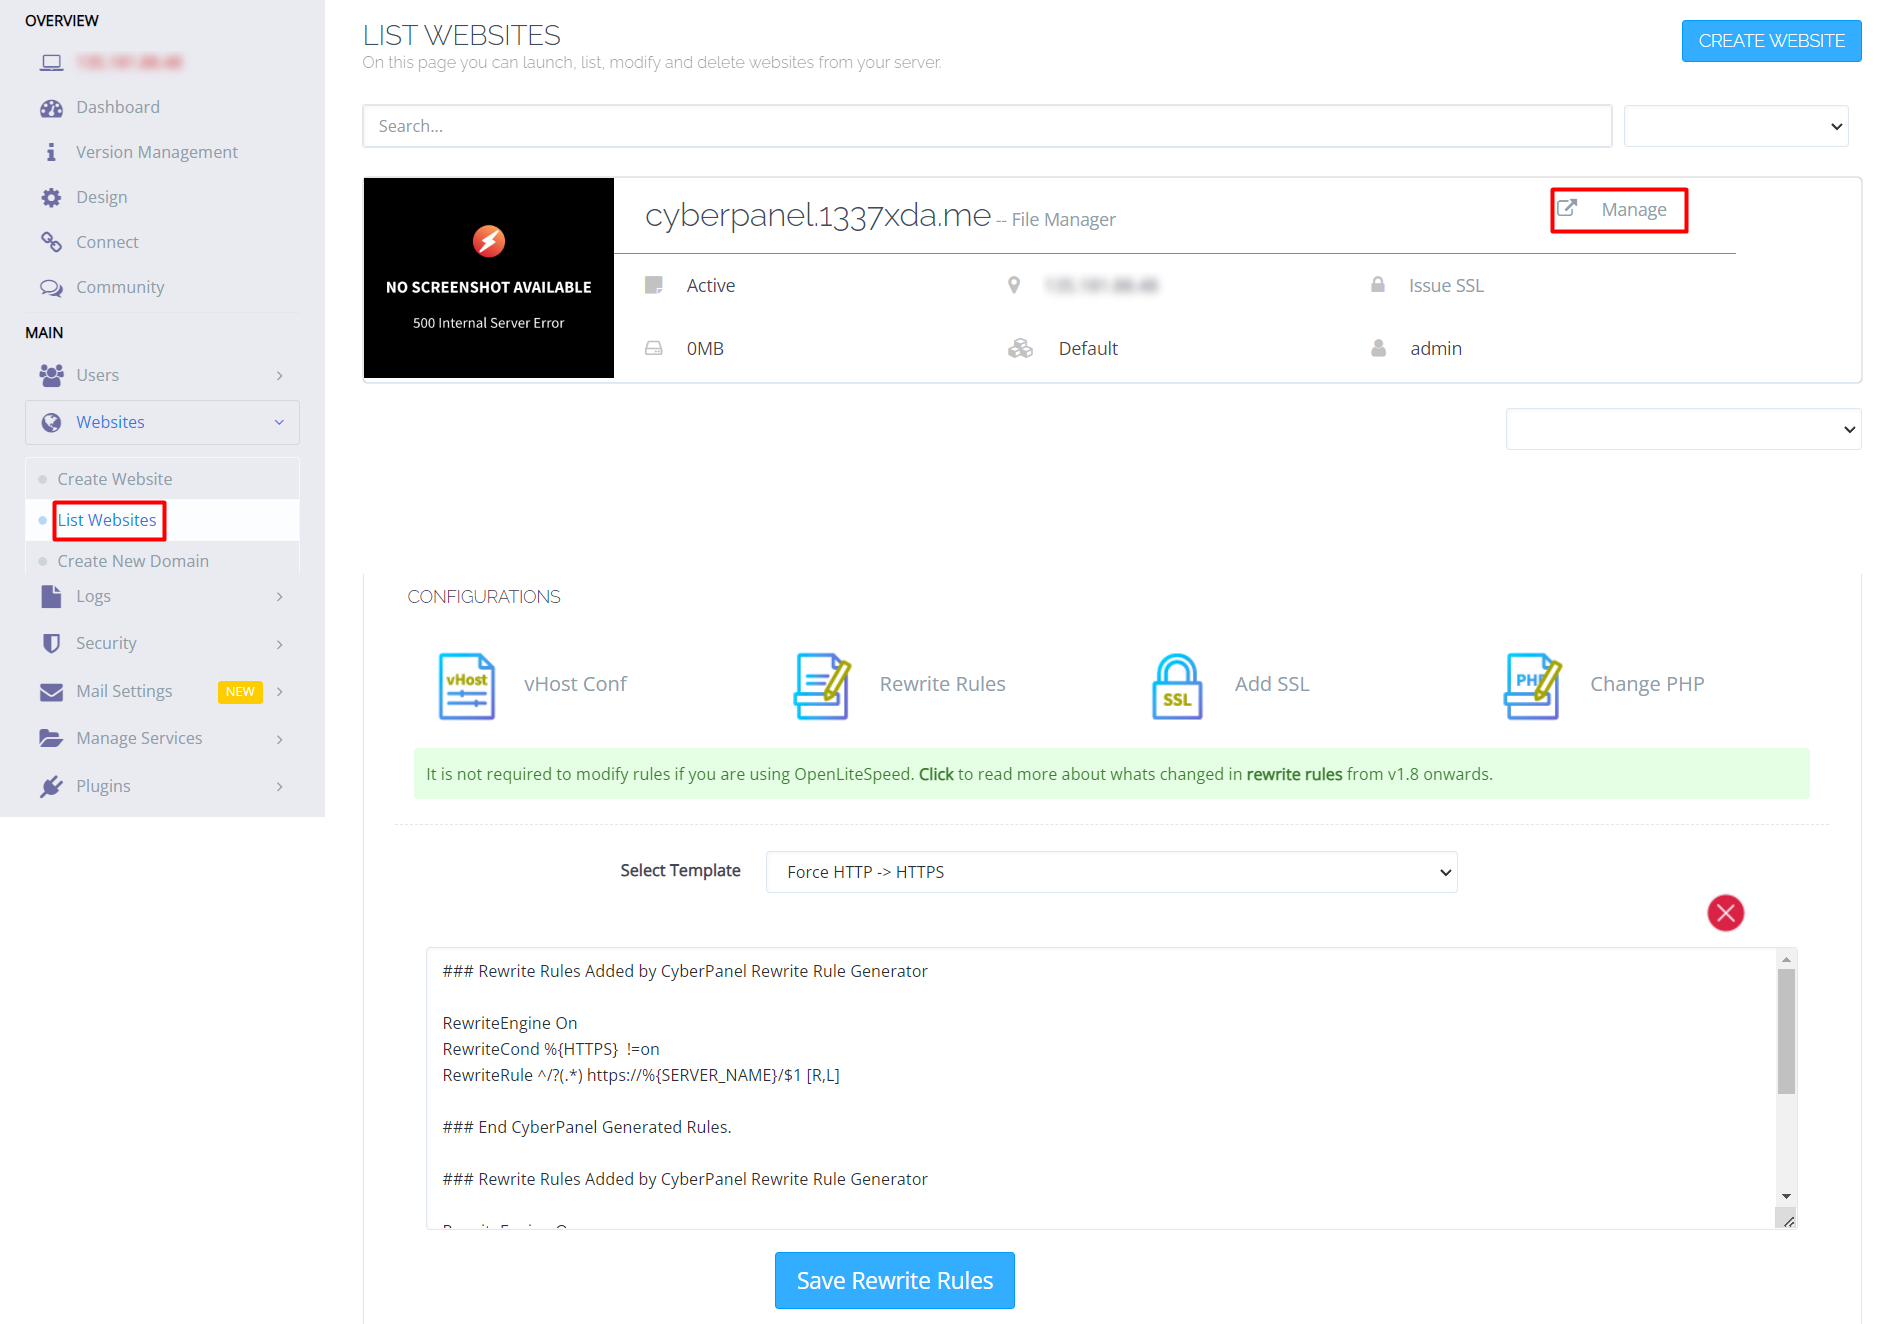 OVERVIEW
Dashboard
Version Management
Design
Connect
Community
MAIN
Users
Websites
Create Website
List Websites
Create New Domain
Logs
Security
Mail Settings NEW
Manage Services
Plugins
LIST WEBSITES
On this page you can launch, list, modify and delete websites from your server.
CREATE WEBSITE
Search...
NO SCREENSHOT AVAILABLE
500 Internal Server Error
cyberpanel.1337xda.me -- File Manager
Manage
Active
Issue SSL
0MB
Default
admin
CONFIGURATIONS
vHost
vHost Conf
Rewrite Rules
SSL
Add SSL
PHP
Change PHP
It is not required to modify rules if you are using OpenLiteSpeed. Click to read more about whats changed in rewrite rules from v1.8 onwards.
Select Template
Force HTTP -> HTTPS
### Rewrite Rules Added by CyberPanel Rewrite Rule Generator
RewriteEngine On
RewriteCond %{HTTPS}  !=on
RewriteRule ^/?(.*) https://%{SERVER_NAME}/$1 [R,L]
### End CyberPanel Generated Rules.
### Rewrite Rules Added by CyberPanel Rewrite Rule Generator
Save Rewrite Rules